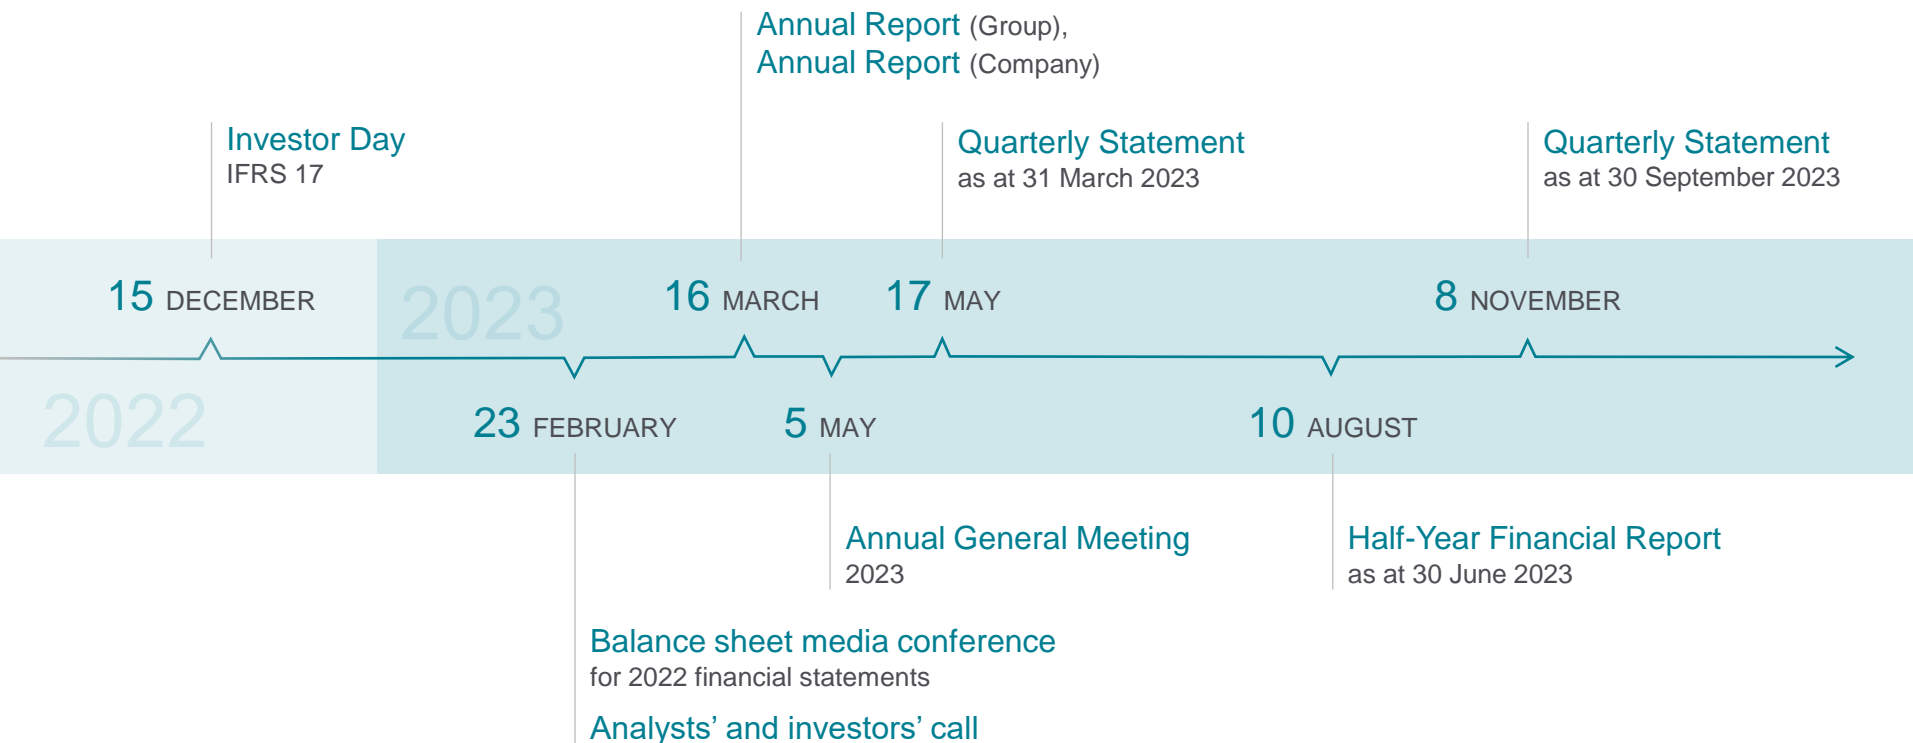 Annual Report (Group),
Annual Report (Company)
Investor Day
IFRS 17
Quarterly Statement
as at 31 March 2023
Quarterly Statement
as at 30 September 2023
15 DECEMBER
2023
16 MARCH
17 MAY
8 NOVEMBER
2022
23 FEBRUARY
5 MAY
10 AUGUST
Annual General Meeting
2023
Half-Year Financial Report
as at 30 June 2023
Balance sheet media conference
for 2022 financial statements
Analysts’ and investors’ call